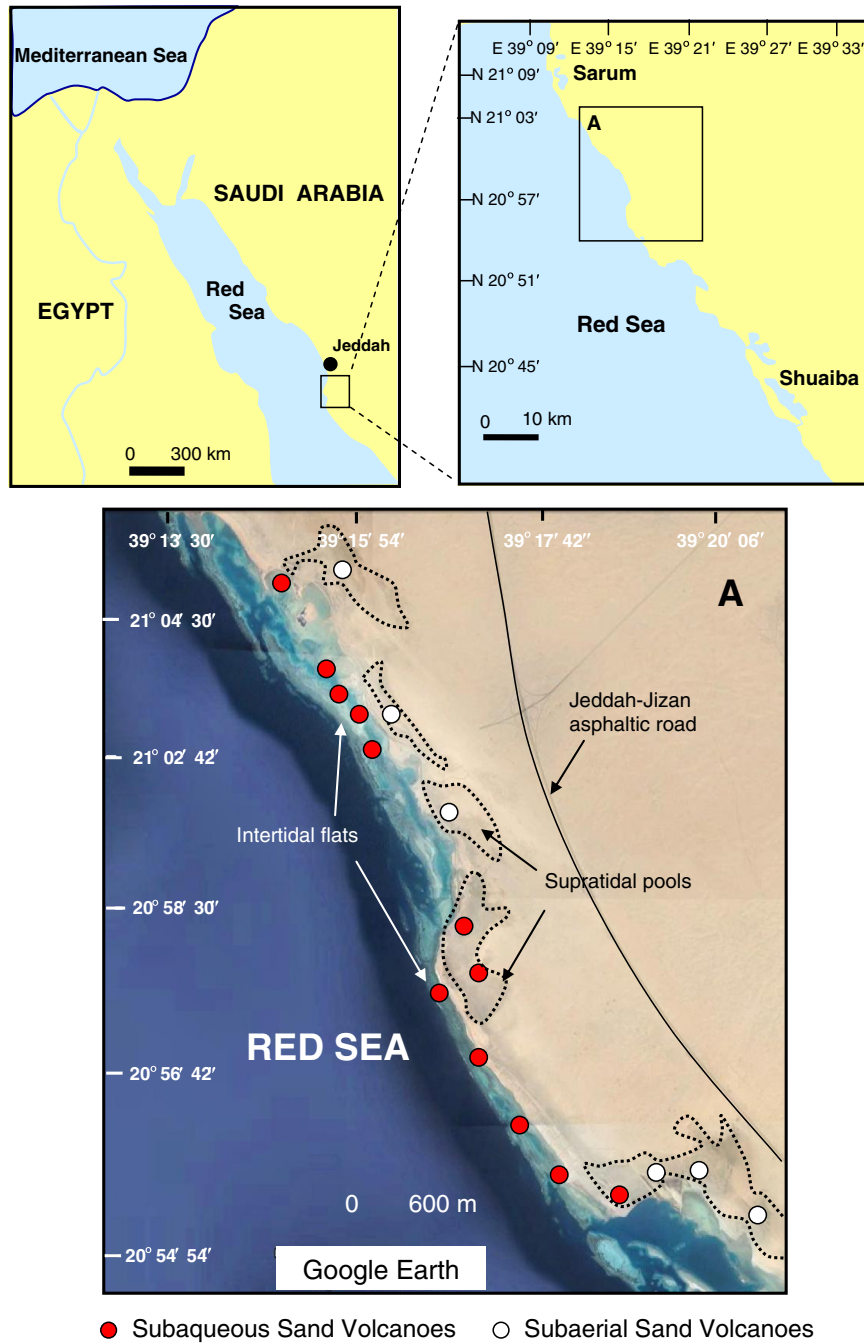 Mediterranean Sea
SAUDI ARABIA
EGYPT
Red
Sea
Jeddah
0 300 km
E 39° 09′ E 39° 15′ E 39° 21′ E 39° 27′ E 39° 33′
N 21° 09′
Sarum
N 21° 03′
A
N 20° 57′
N 20° 51′
Red Sea
N 20° 45′
Shuaiba
0 10 km
39° 13′ 30″ 39° 15′ 54″ 39° 17′ 42″ 39° 20′ 06″
A
21° 04′ 30″
Jeddah-Jizan
asphaltic road
21° 02′ 42″
Intertidal flats
Supratidal pools
20° 58′ 30″
RED SEA
20° 56′ 42″
0 600 m
20° 54′ 54″
Google Earth
Subaqueous Sand Volcanoes Subaerial Sand Volcanoes